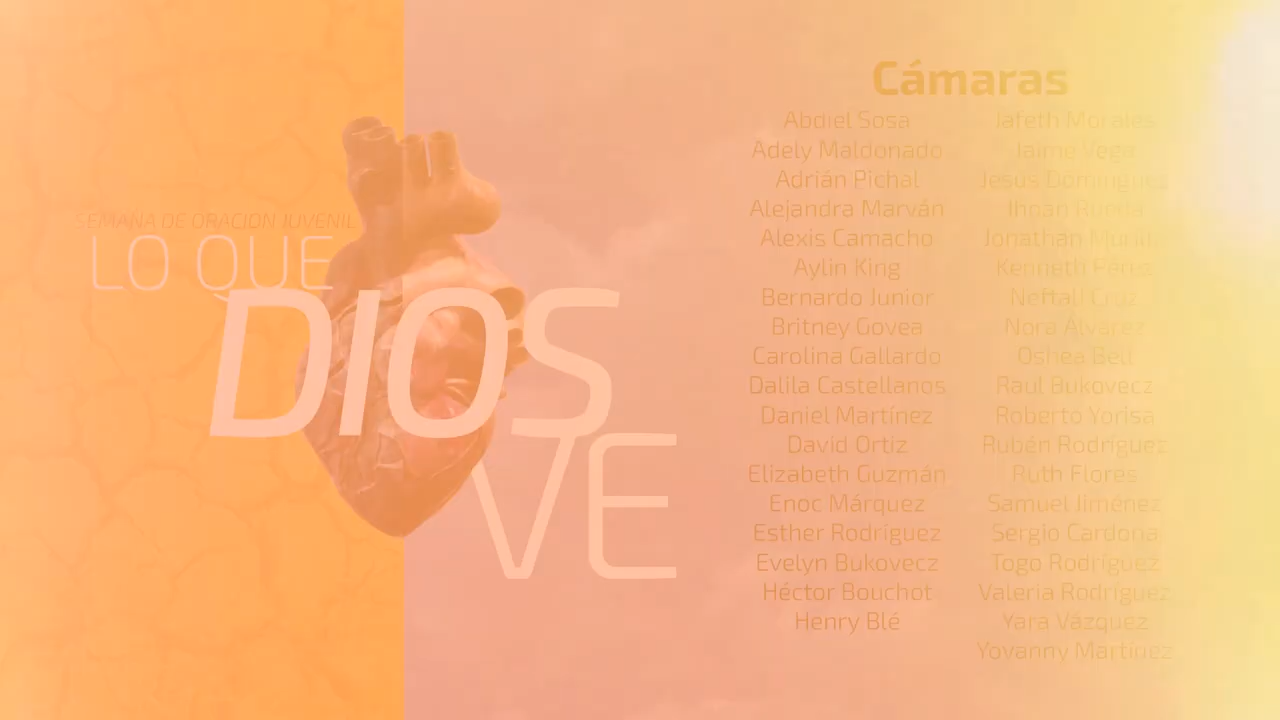 SEMANA DE ORACIÓN JUVENIL
LO QUE
DIOS
VE
Cámaras
Abdiel Sosa
Adely Maldonado
Adrián Pichal
Alejandra Marván
Alexis Camacho
Aylin King
Bernardo Junior
Britney Govea
Carolina Gallardo
Dalila Castellanos
Daniel Martínez
David Ortiz
Elizabeth Guzmán
Enoc Márquez
Esther Rodríguez
Evelyn Bukovecz
Héctor Bouchot
Henry Blé
Jafeth Morales
Jaime Vega
Jesús Domínguez
Jhoan Rueda
Jonathan
Kenneth Pérez
Neftalí Cruz
Nora Álvarez
Oshea Bell
Raul Bukovecz
Roberto Yorisa
Rubén Rodríguez
Ruth Flores
Samuel Jiménez
Sergio Cardona
Togo Rodríguez
Valeria Rodríguez
Yara Vázquez
Yovanny Martínez